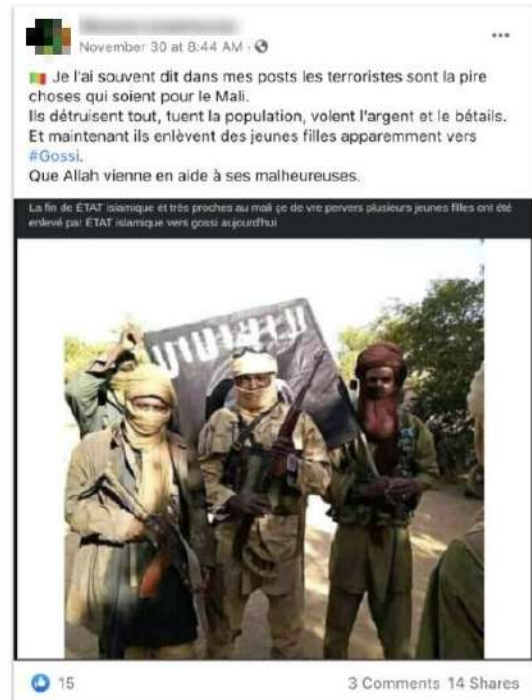 November 30 at 8:44 AM ·
Je l'ai souvent dit dans mes posts les terroristes sont la pire
choses qui soient pour le Mali.
Ils détruisent tout, tuent la population, volent l'argent et le bétails.
Et maintenant ils enlèvent des jeunes filles apparemment vers
#Gossi.
Que Allah vienne en aide à ses malheureuses.
La fin de ÉTAT islamique et très proches au mali çe de vre pervers plusieurs jeunes filles ont été
enlevé par ÉTAT islamique vers gossi aujourd'hui
15
3 Comments 14 Shares